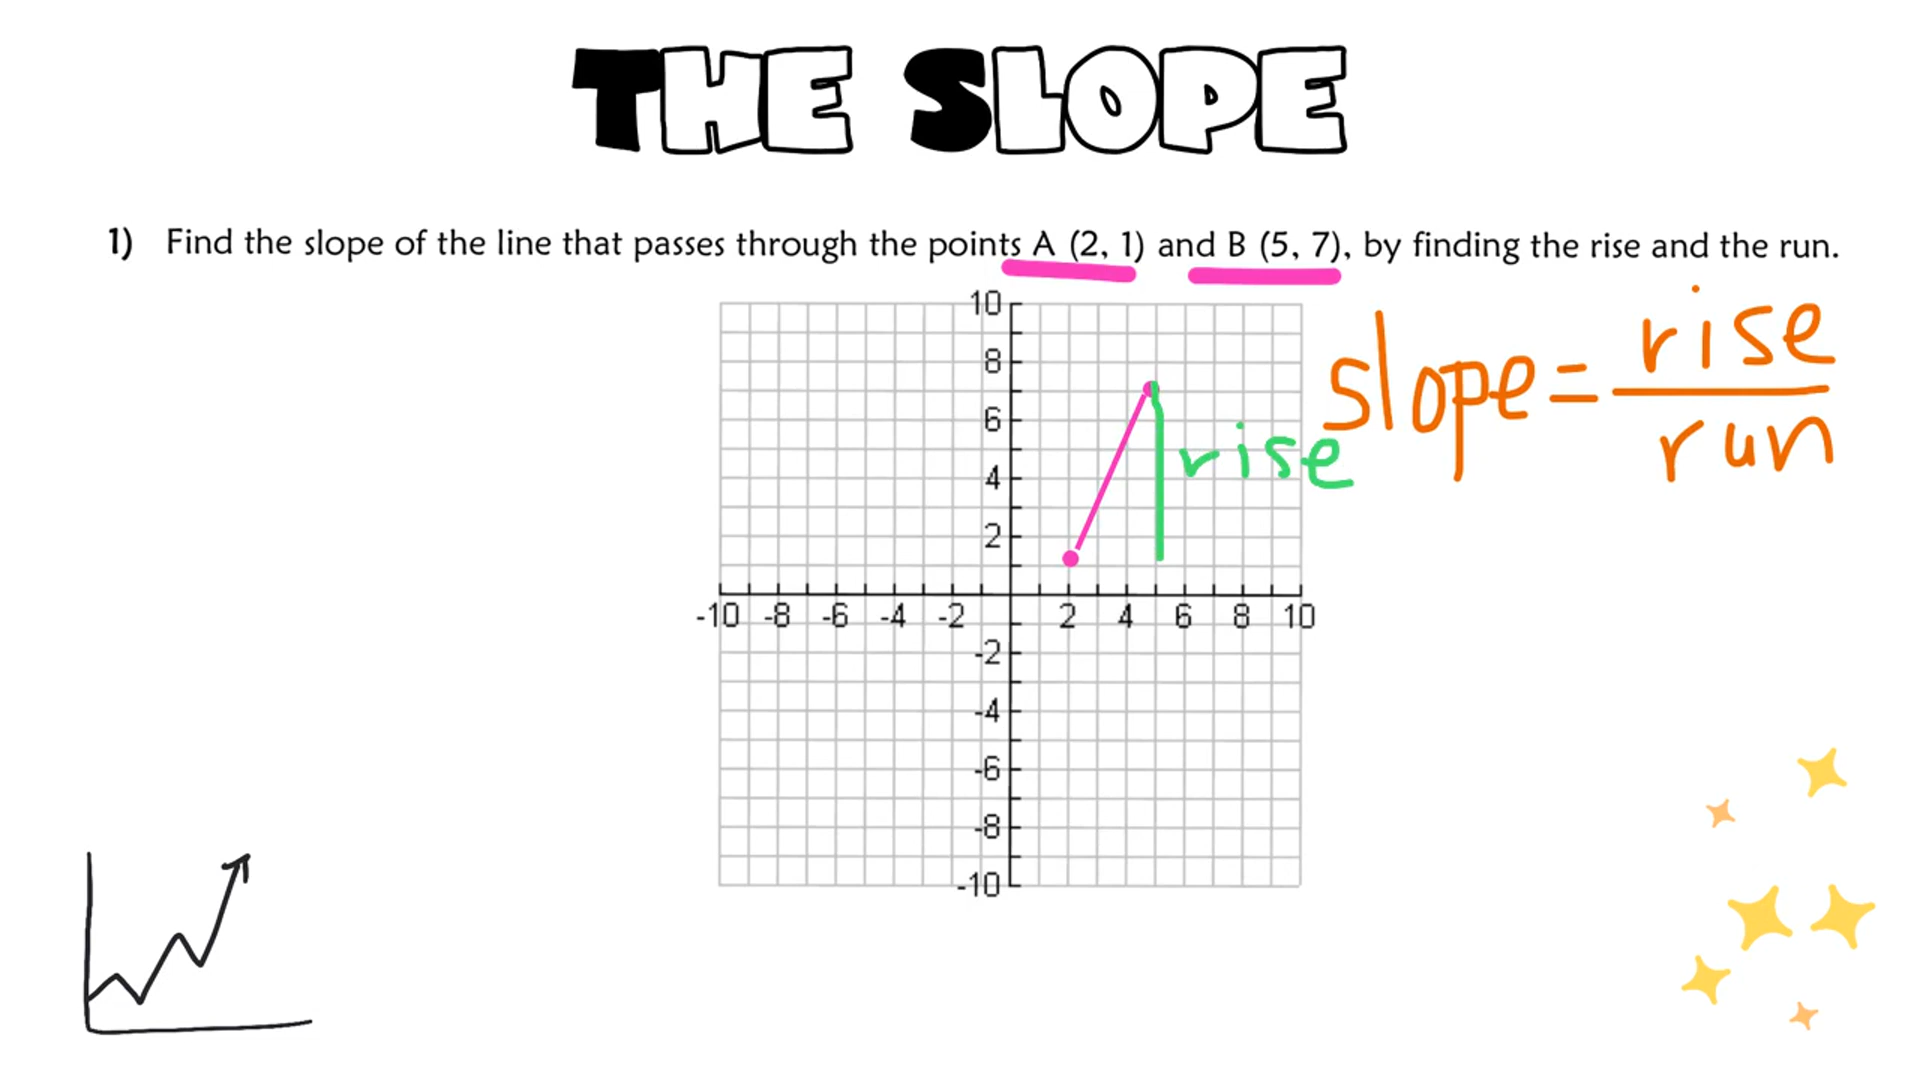 THE SLOPE
1) Find the slope of the line that passes through the points A (2, 1) and B (5, 7), by finding the rise and the run.
slope = rise
run
rise
10
8
6
4
2
-10 -8 -6 -4 -2 2 4 6 8 10
-2
-4
-6
-8
-10